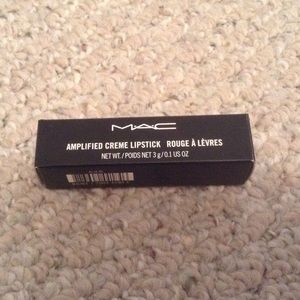 MAC
AMPLIFIED CREME LIPSTICK ROUGE À LÈVRES
NET WT./POIDS NET 3 g/0.1 US OZ